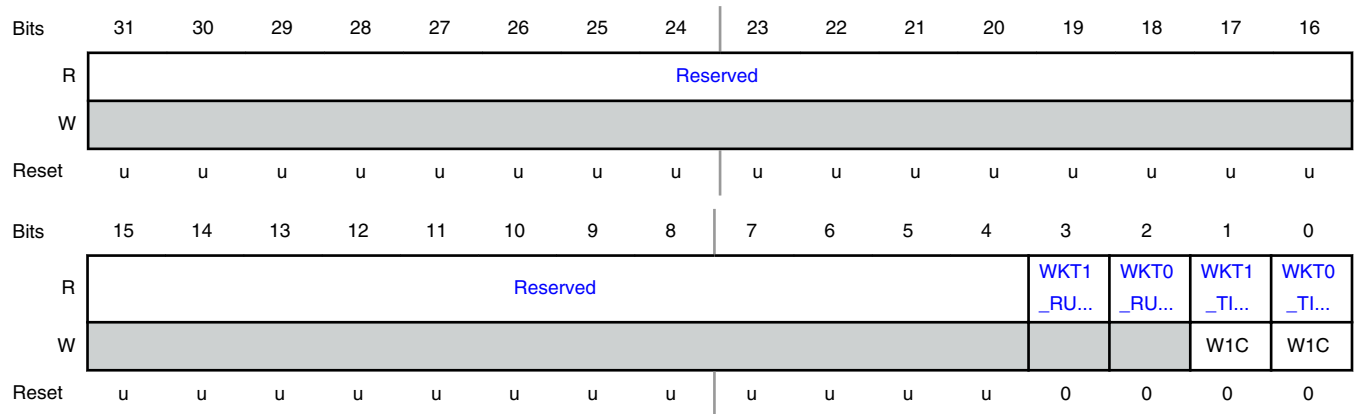 Bits 31 30 29 28 27 26 25 24 23 22 21 20 19 18 17 16
R Reserved
W
Reset u u u u u u u u u u u u u u u u
Bits 15 14 13 12 11 10 9 8 7 6 5 4 3 2 1 0
R Reserved WKT1 _RU... WKT0 _RU... WKT1 _TI... WKT0 _TI...
W W1C W1C
Reset u u u u u u u u u u u u 0 0 0 0